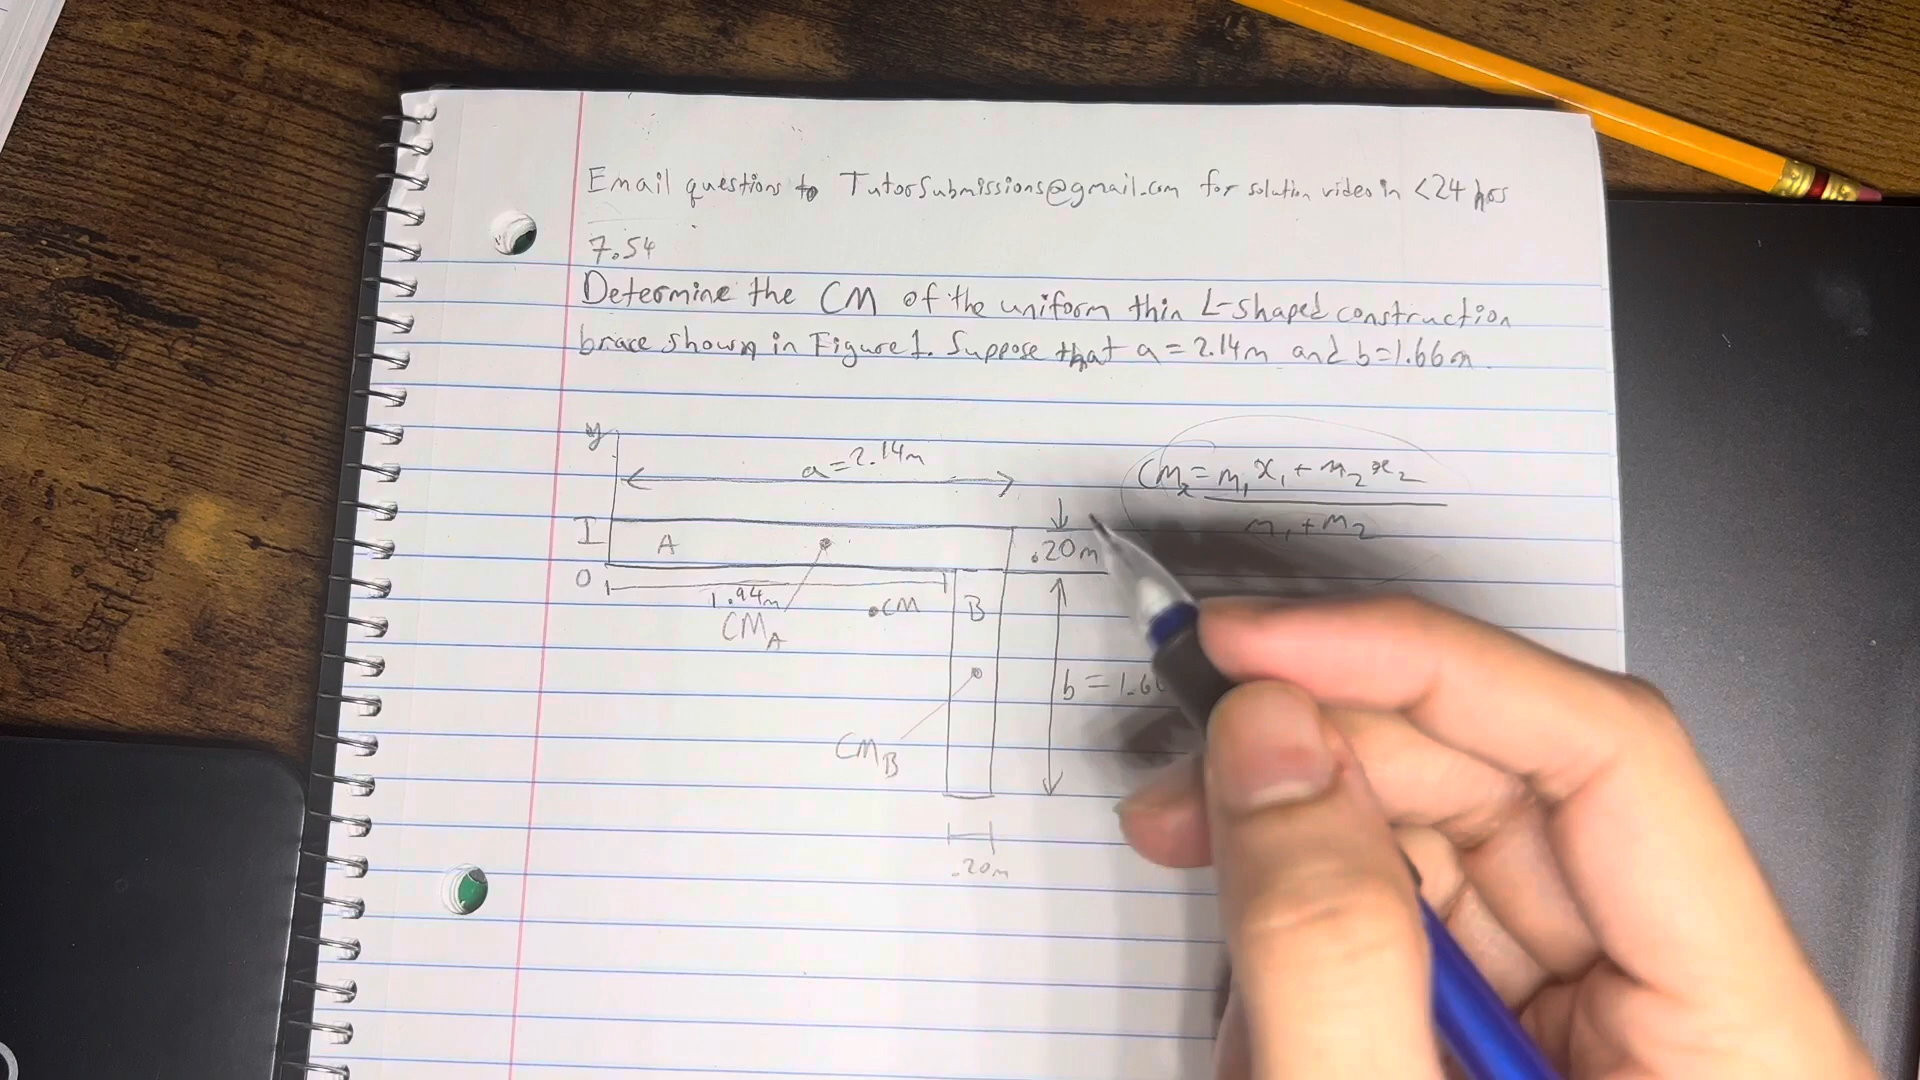 Email questions to TutorSubmissions@gmail.com for solution video in <24 hrs
7.54
Determine the CM of the uniform thin L-shaped construction
brace shown in Figure 1. Suppose that a = 2.14m and b = 1.66m.
y
a = 2.14m
CMx = m1x1 + m2x2
m1 + m2
I
A
.20m
O
1.94m
CM
B
CMA
b = 1.6
CMB
.20m